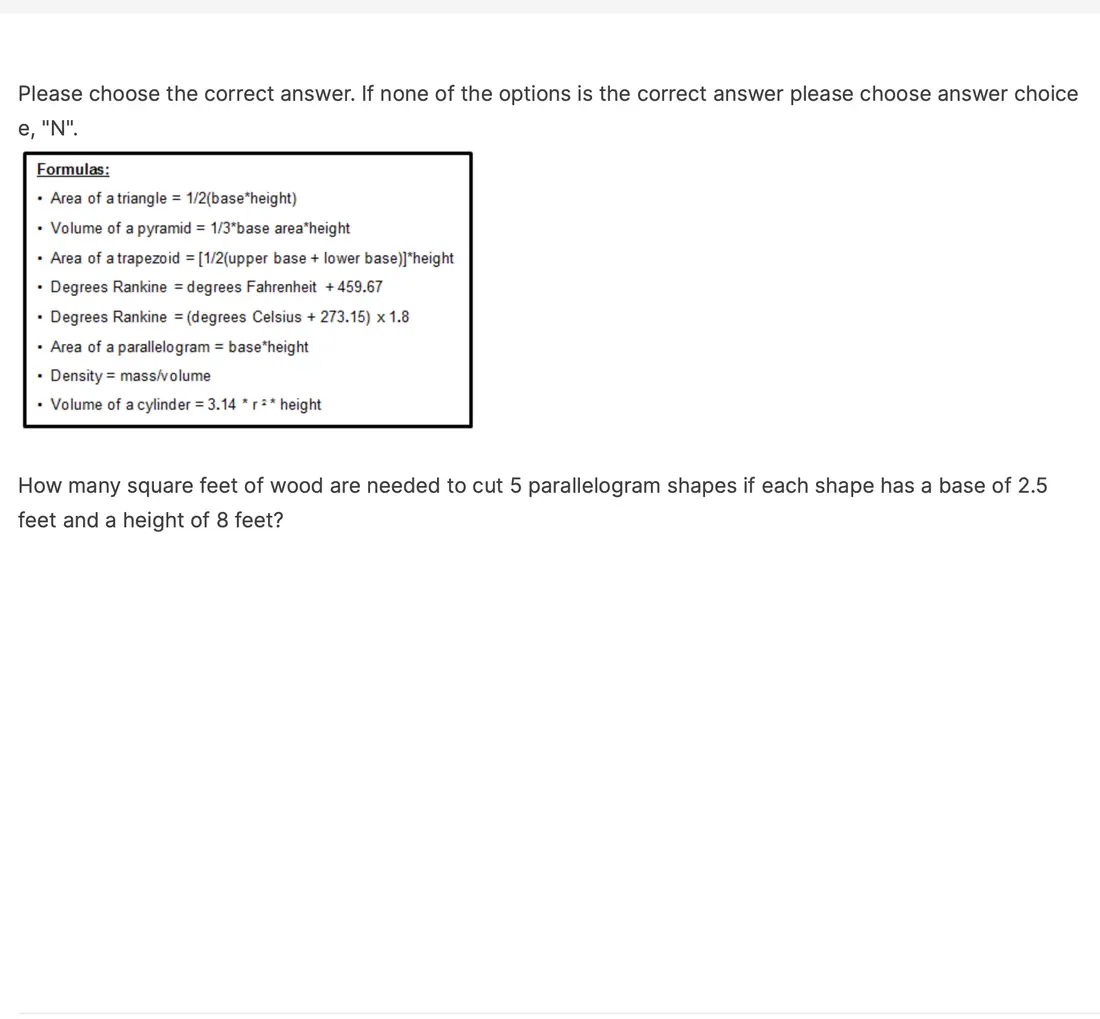 Please choose the correct answer. If none of the options is the correct answer please choose answer choice
e, "N".
Formulas:
• Area of a triangle = 1/2(base*height)
• Volume of a pyramid = 1/3*base area*height
• Area of a trapezoid = [1/2(upper base + lower base)]*height
• Degrees Rankine = degrees Fahrenheit + 459.67
• Degrees Rankine = (degrees Celsius + 273.15) x 1.8
• Area of a parallelogram = base*height
• Density = mass/volume
• Volume of a cylinder = 3.14 * r ² * height
How many square feet of wood are needed to cut 5 parallelogram shapes if each shape has a base of 2.5
feet and a height of 8 feet?